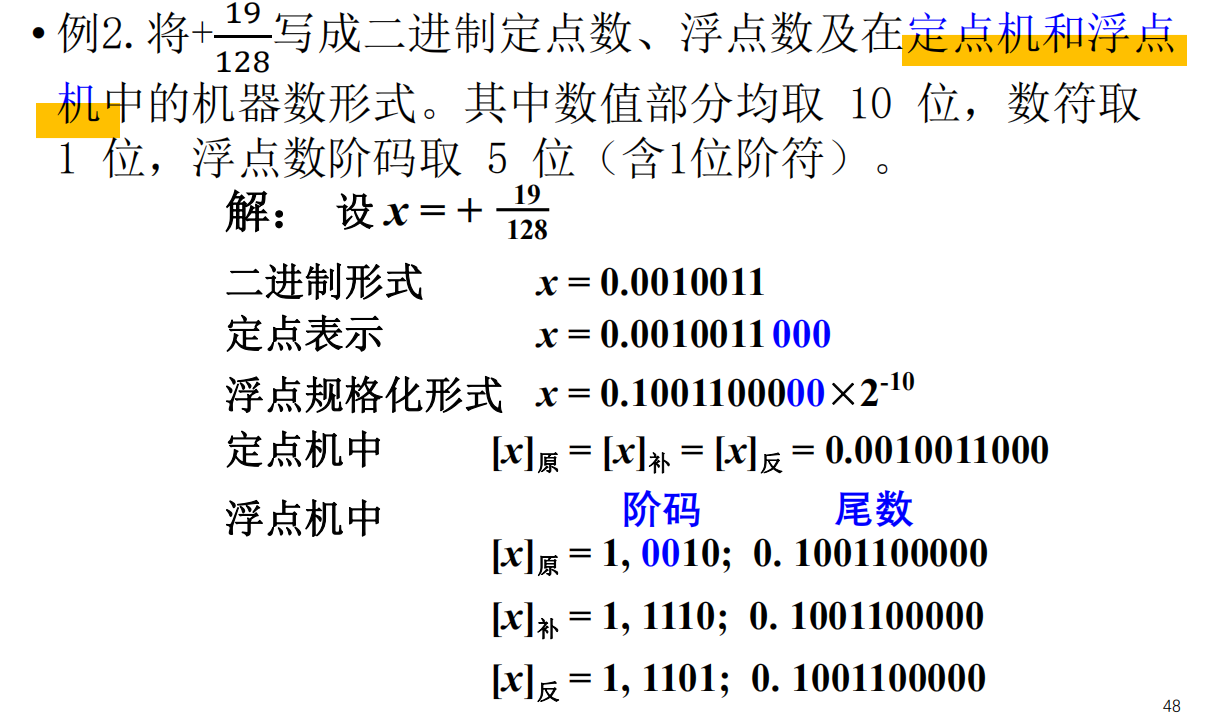 • 例2. 将+19/128写成二进制定点数、浮点数及在定点机和浮点
机中的机器数形式。其中数值部分均取 10 位，数符取
1 位，浮点数阶码取 5 位（含1位阶符）。
解： 设 x = + 19/128
二进制形式 x = 0.0010011
定点表示 x = 0.0010011 000
浮点规格化形式 x = 0.1001100000×2^-10
定点机中 [x]原 = [x]补 = [x]反 = 0.0010011000
浮点机中 阶码 尾数
[x]原 = 1, 0010; 0. 1001100000
[x]补 = 1, 1110; 0. 1001100000
[x]反 = 1, 1101; 0. 1001100000
48